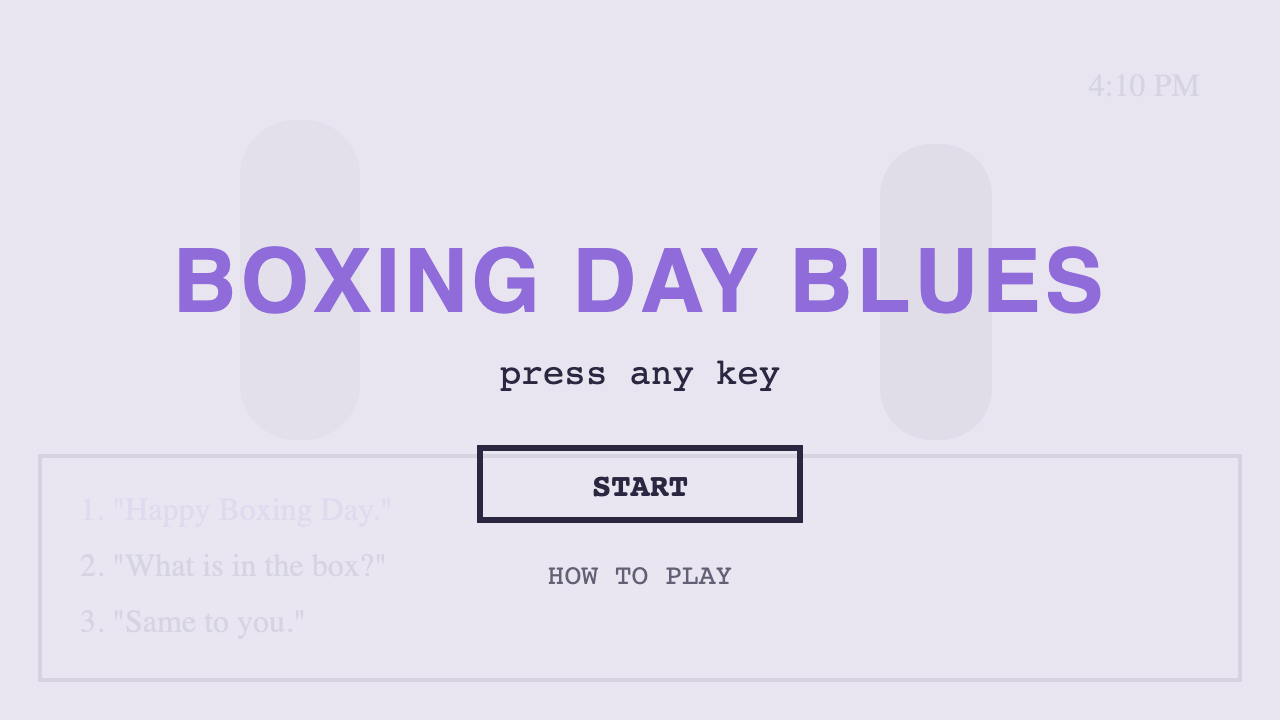 4:10 PM
BOXING DAY BLUES
press any key
START
1. "Happy Boxing Day."
2. "What is in the box?"
HOW TO PLAY
3. "Same to you."